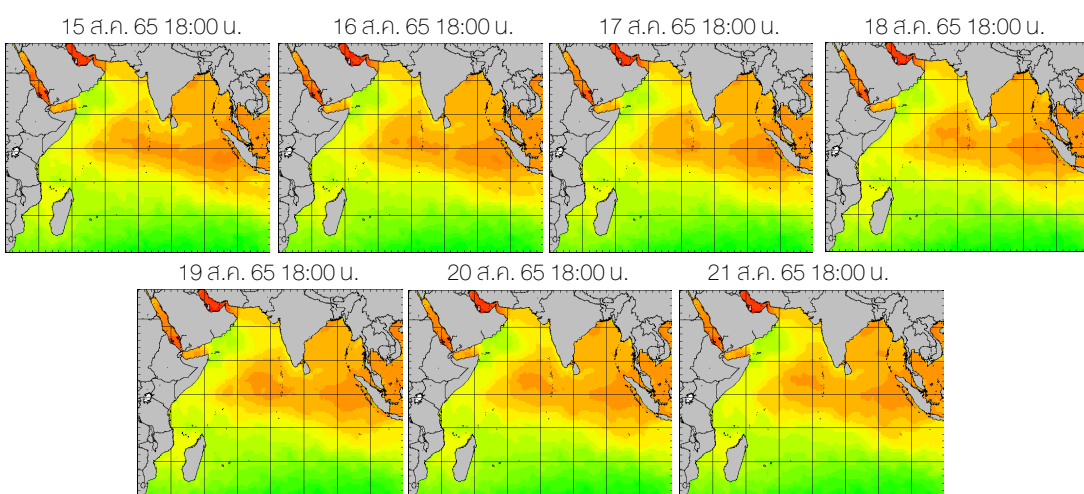 15 ส.ค. 65 18:00 น.
16 ส.ค. 65 18:00 น.
17 ส.ค. 65 18:00 น.
18 ส.ค. 65 18:00 น.
19 ส.ค. 65 18:00 น.
20 ส.ค. 65 18:00 น.
21 ส.ค. 65 18:00 น.